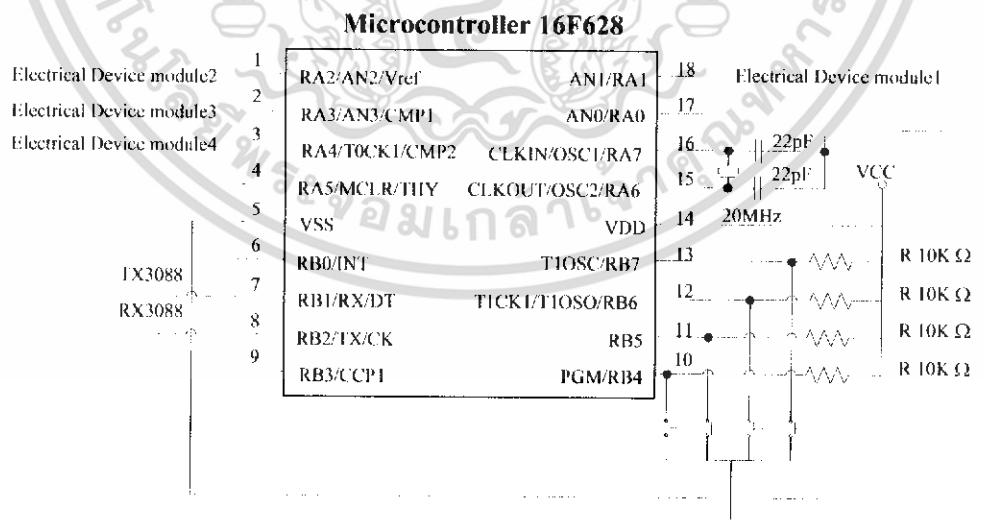 Microcontroller 16F628
Electrical Device module2
Electrical Device module3
Electrical Device module4
1
2
3
4
5
6
7
8
9
TX3088
RX3088
RA2/AN2/Vref
RA3/AN3/CMP1
RA4/T0CK1/CMP2
RA5/MCLR/THY
VSS
RB0/INT
RB1/RX/DT
RB2/TX/CK
RB3/CCP1
AN1/RA1
AN0/RA0
CLKIN/OSC1/RA7
CLKOUT/OSC2/RA6
VDD
T1OSC/RB7
T1CK1/T1OSO/RB6
RB5
PGM/RB4
18
17
16
15
14
13
12
11
10
Electrical Device module1
22pF
22pF
20MHz
VCC
R 10K Ω
R 10K Ω
R 10K Ω
R 10K Ω